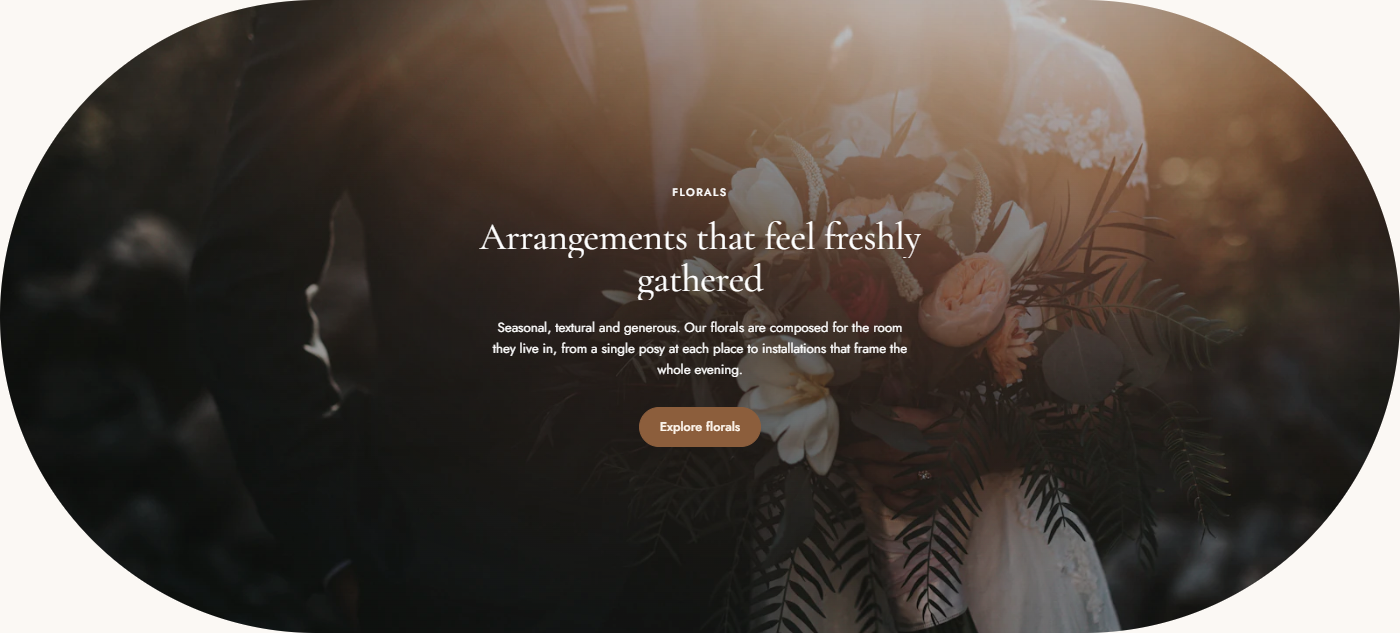 FLORALS
Arrangements that feel freshly
gathered
Seasonal, textural and generous. Our florals are composed for the room
they live in, from a single posy at each place to installations that frame the
whole evening.
Explore florals